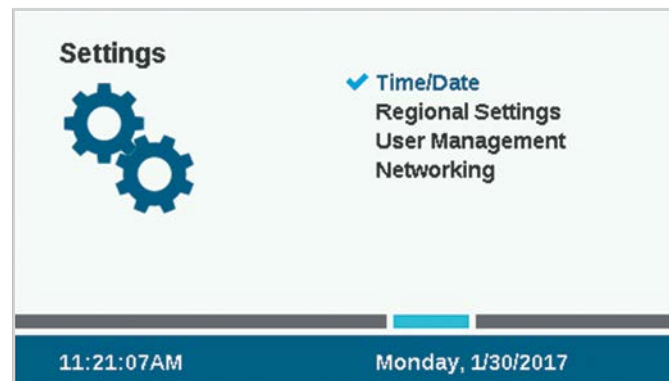 Settings
Time/Date
Regional Settings
User Management
Networking
11:21:07AM
Monday, 1/30/2017